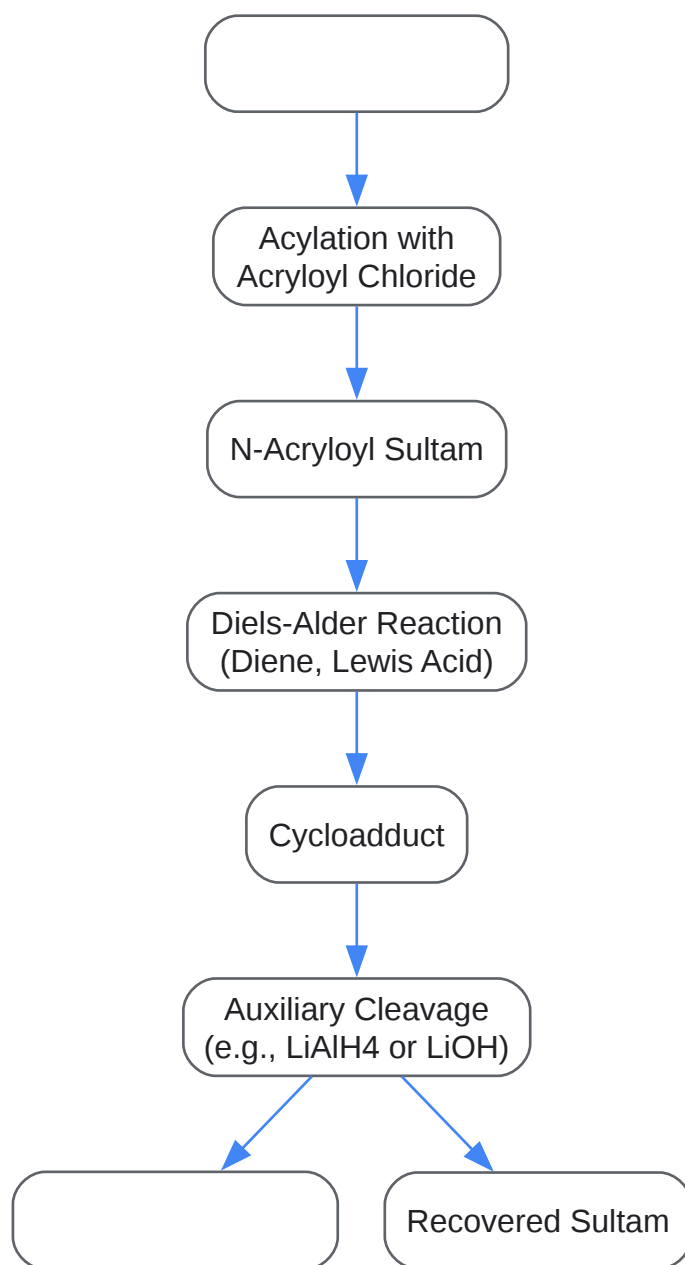 Acylation with
Acryloyl Chloride
N-Acryloyl Sultam
Diels-Alder Reaction
(Diene, Lewis Acid)
Cycloadduct
Auxiliary Cleavage
(e.g., LiAlH4 or LiOH)
Recovered Sultam